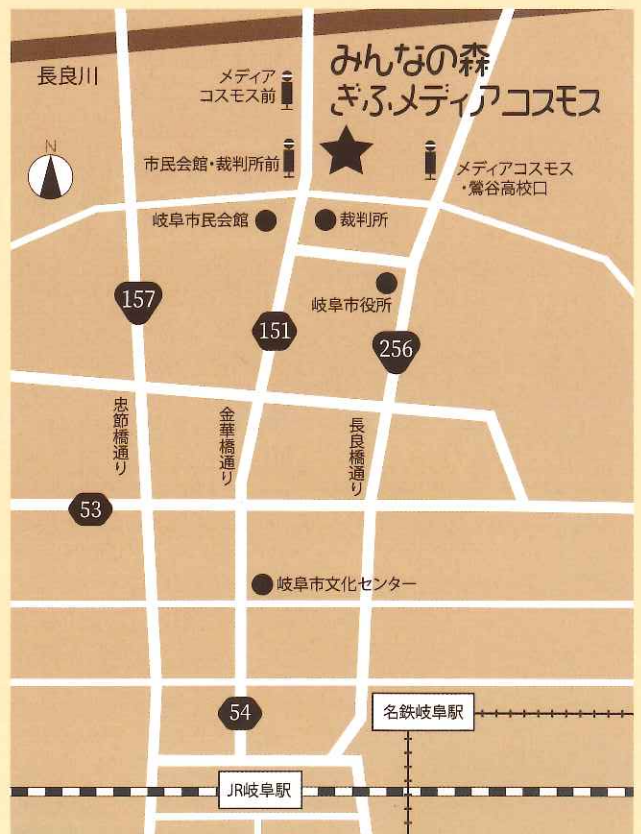 長良川
メディア
コスモス前
みんなの森
ぎふメディアコスモス
N
市民会館・裁判所前
メディアコスモス
・鶯谷高校口
岐阜市民会館
裁判所
岐阜市役所
157
151
256
忠節橋通り
金華橋通り
長良橋通り
53
岐阜市文化センター
54
名鉄岐阜駅
JR岐阜駅